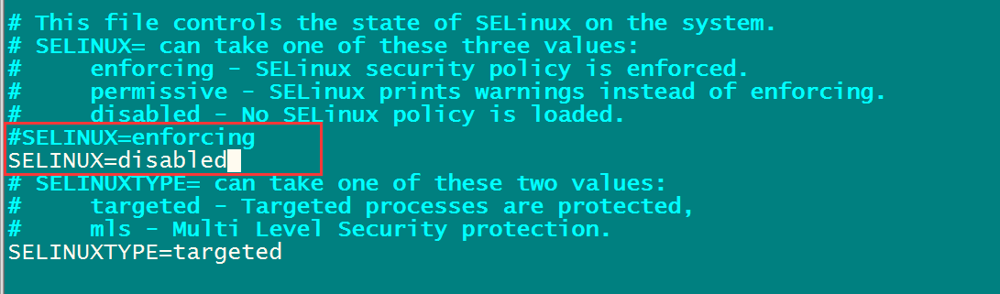 # This file controls the state of SELinux on the system.
# SELINUX= can take one of these three values:
#     enforcing - SELinux security policy is enforced.
#     permissive - SELinux prints warnings instead of enforcing.
#     disabled - No SELinux policy is loaded.
#SELINUX=enforcing
SELINUX=disabled
# SELINUXTYPE= can take one of these two values:
#     targeted - Targeted processes are protected,
#     mls - Multi Level Security protection.
SELINUXTYPE=targeted